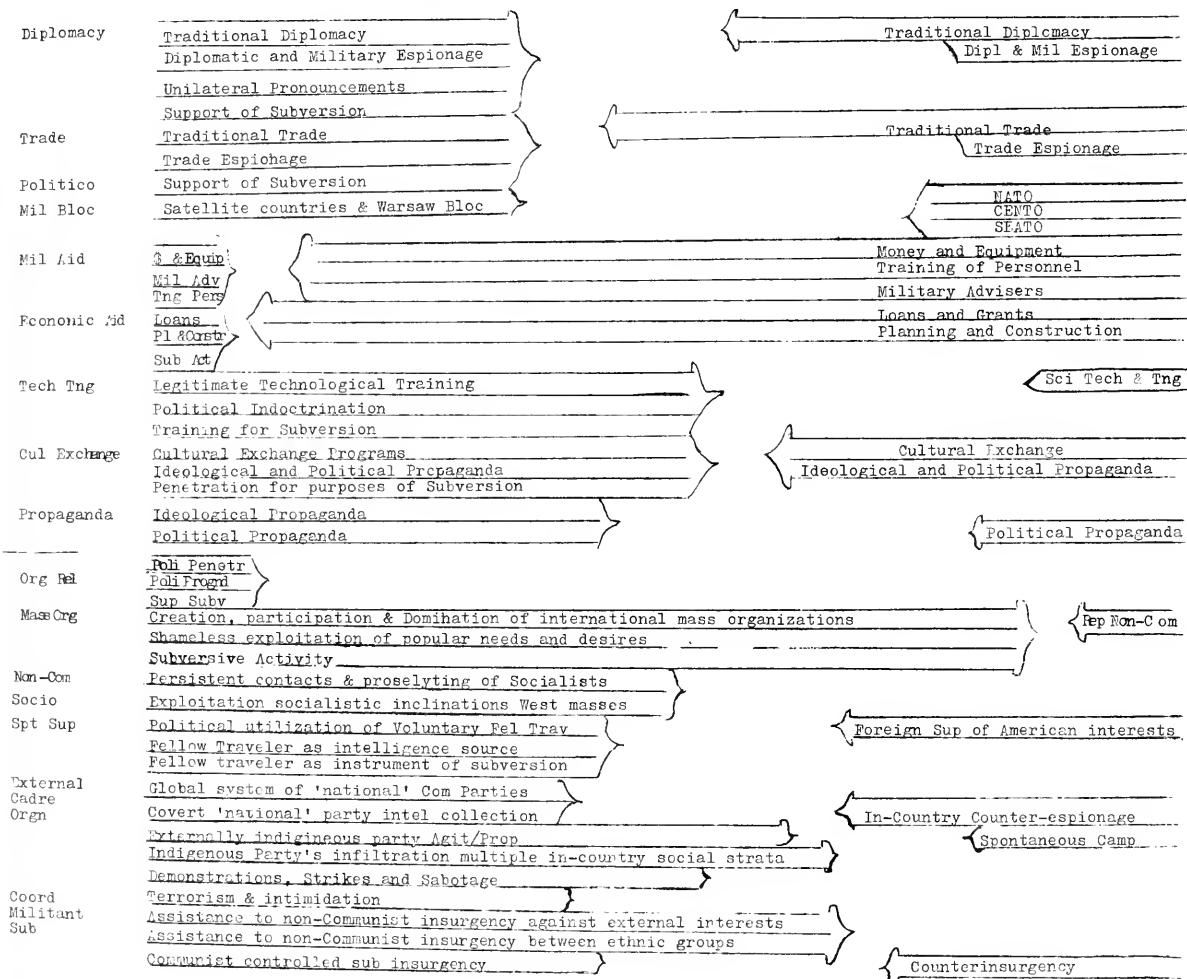 Diplomacy Traditional Diplomacy Traditional Diplcmacy
Diplomatic and Military Espionage Dipl & Mil Espionage
Unilateral Pronouncements
Support of Subversion
Trade Traditional Trade Traditional Trade
Trade Espiohage Trade Espionage
Politico Support of Subversion NATO
Mil Bloc Satellite countries & Warsaw Bloc CENTO
SEATO
Mil Aid & Equip Money and Equipment
Mil Adv Training of Personnel
Tng Pers Military Advisers
Economic Aid Loans Loans and Grants
Pl &Constr Planning and Construction
Sub Act
Tech Tng Legitimate Technological Training Sci Tech & Tng
Political Indoctrination
Training for Subversion
Cul Exchange Cultural Exchange Programs Cultural Exchange
Ideological and Political Prcpaganda Ideological and Political Propaganda
Penetration for purposes of Subversion
Propaganda Ideological Propaganda
Political Propaganda Political Propaganda
Poli Penetr
Org Rel Poli
Sup Subv
Mass Org Creation, participation & Domihation of international mass organizations Rep Non-Com
Shameless exploitation of popular needs and desires
Subversive Activity
Non-Com Persistent contacts & proselyting of Socialists
Socio Exploitation socialistic inclinations West masses
Spt Sup Political utilization of Voluntary Fel Trav Foreign Sup of American interests
Fellow Traveler as intelligence source
Fellow traveler as instrument of subversion
External Global system of 'national' Com Parties
Cadre
Orgn Covert 'national' party intel collection In-Country Counter-espionage
Externally indigineous party Agit/Prop Spontaneous Camp
Indigenous Party's infiltration multiple in-country social strata
Demonstrations, Strikes and Sabotage
Coord Terrorism & intimidation
Militant Assistance to non-Communist insurgency against external interests
Sub Assistance to non-Communist insurgency between ethnic groups
Communist controlled sub insurgency Counterinsurgency